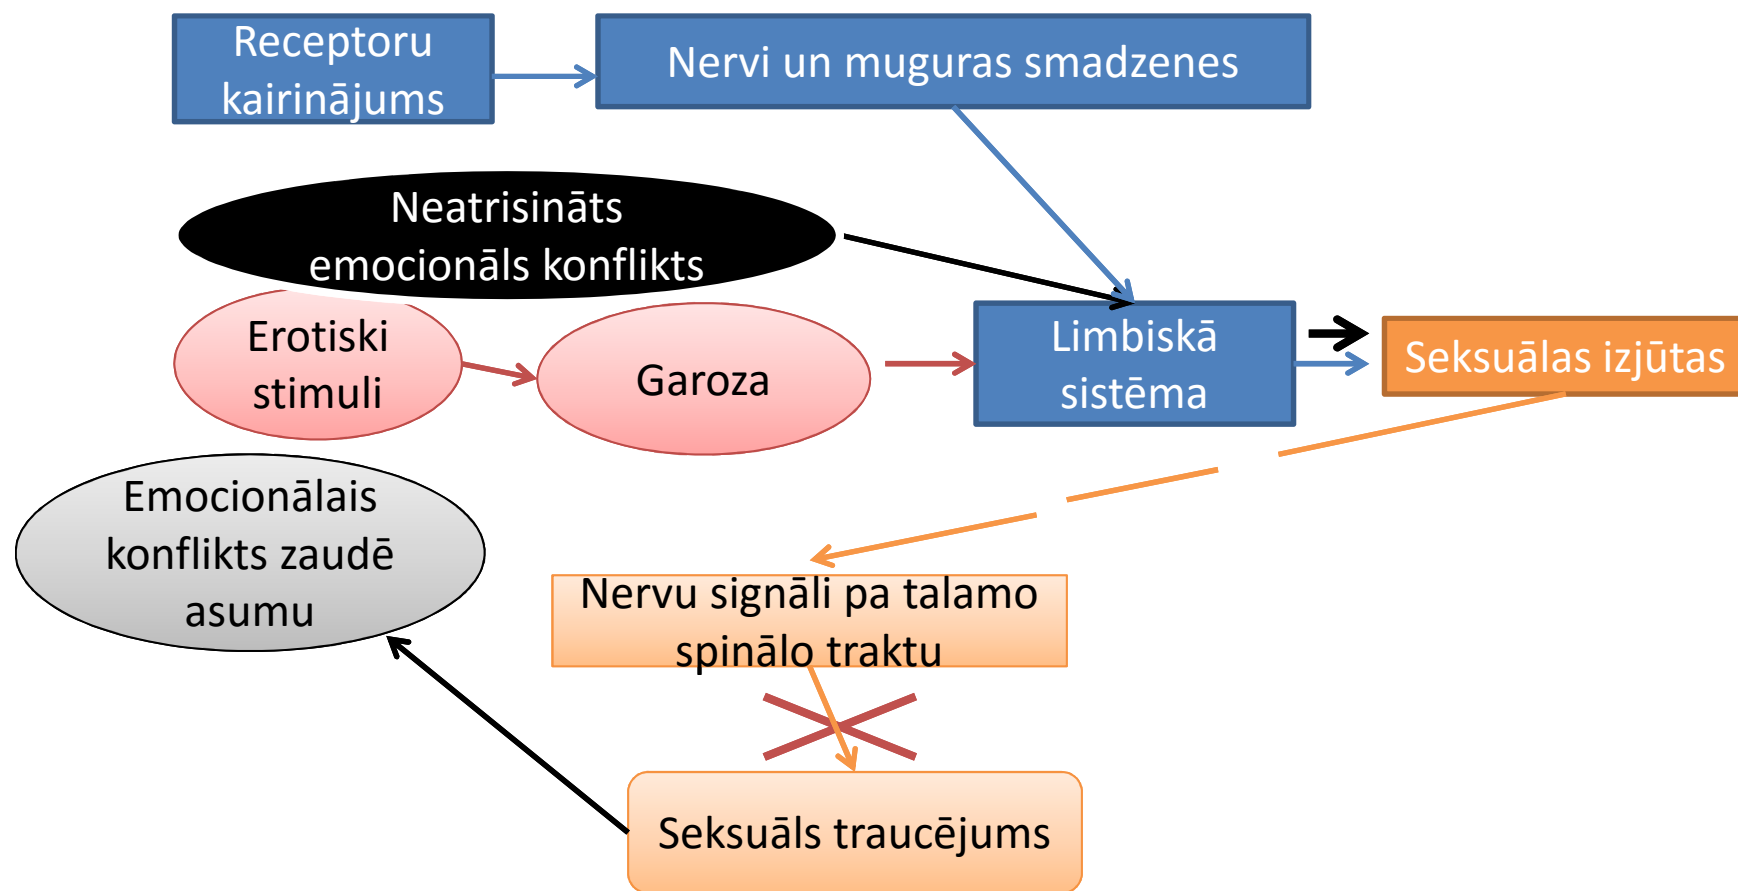 Receptoru
kairinājums
Nervi un muguras smadzenes
Neatrisināts
emocionāls konflikts
Erotiski
stimuli
Garoza
Limbiskā
sistēma
Seksuālas izjūtas
Emocionālais
konflikts zaudē
asumu
Nervu signāli pa talamo
spinālo traktu
Seksuāls traucējums